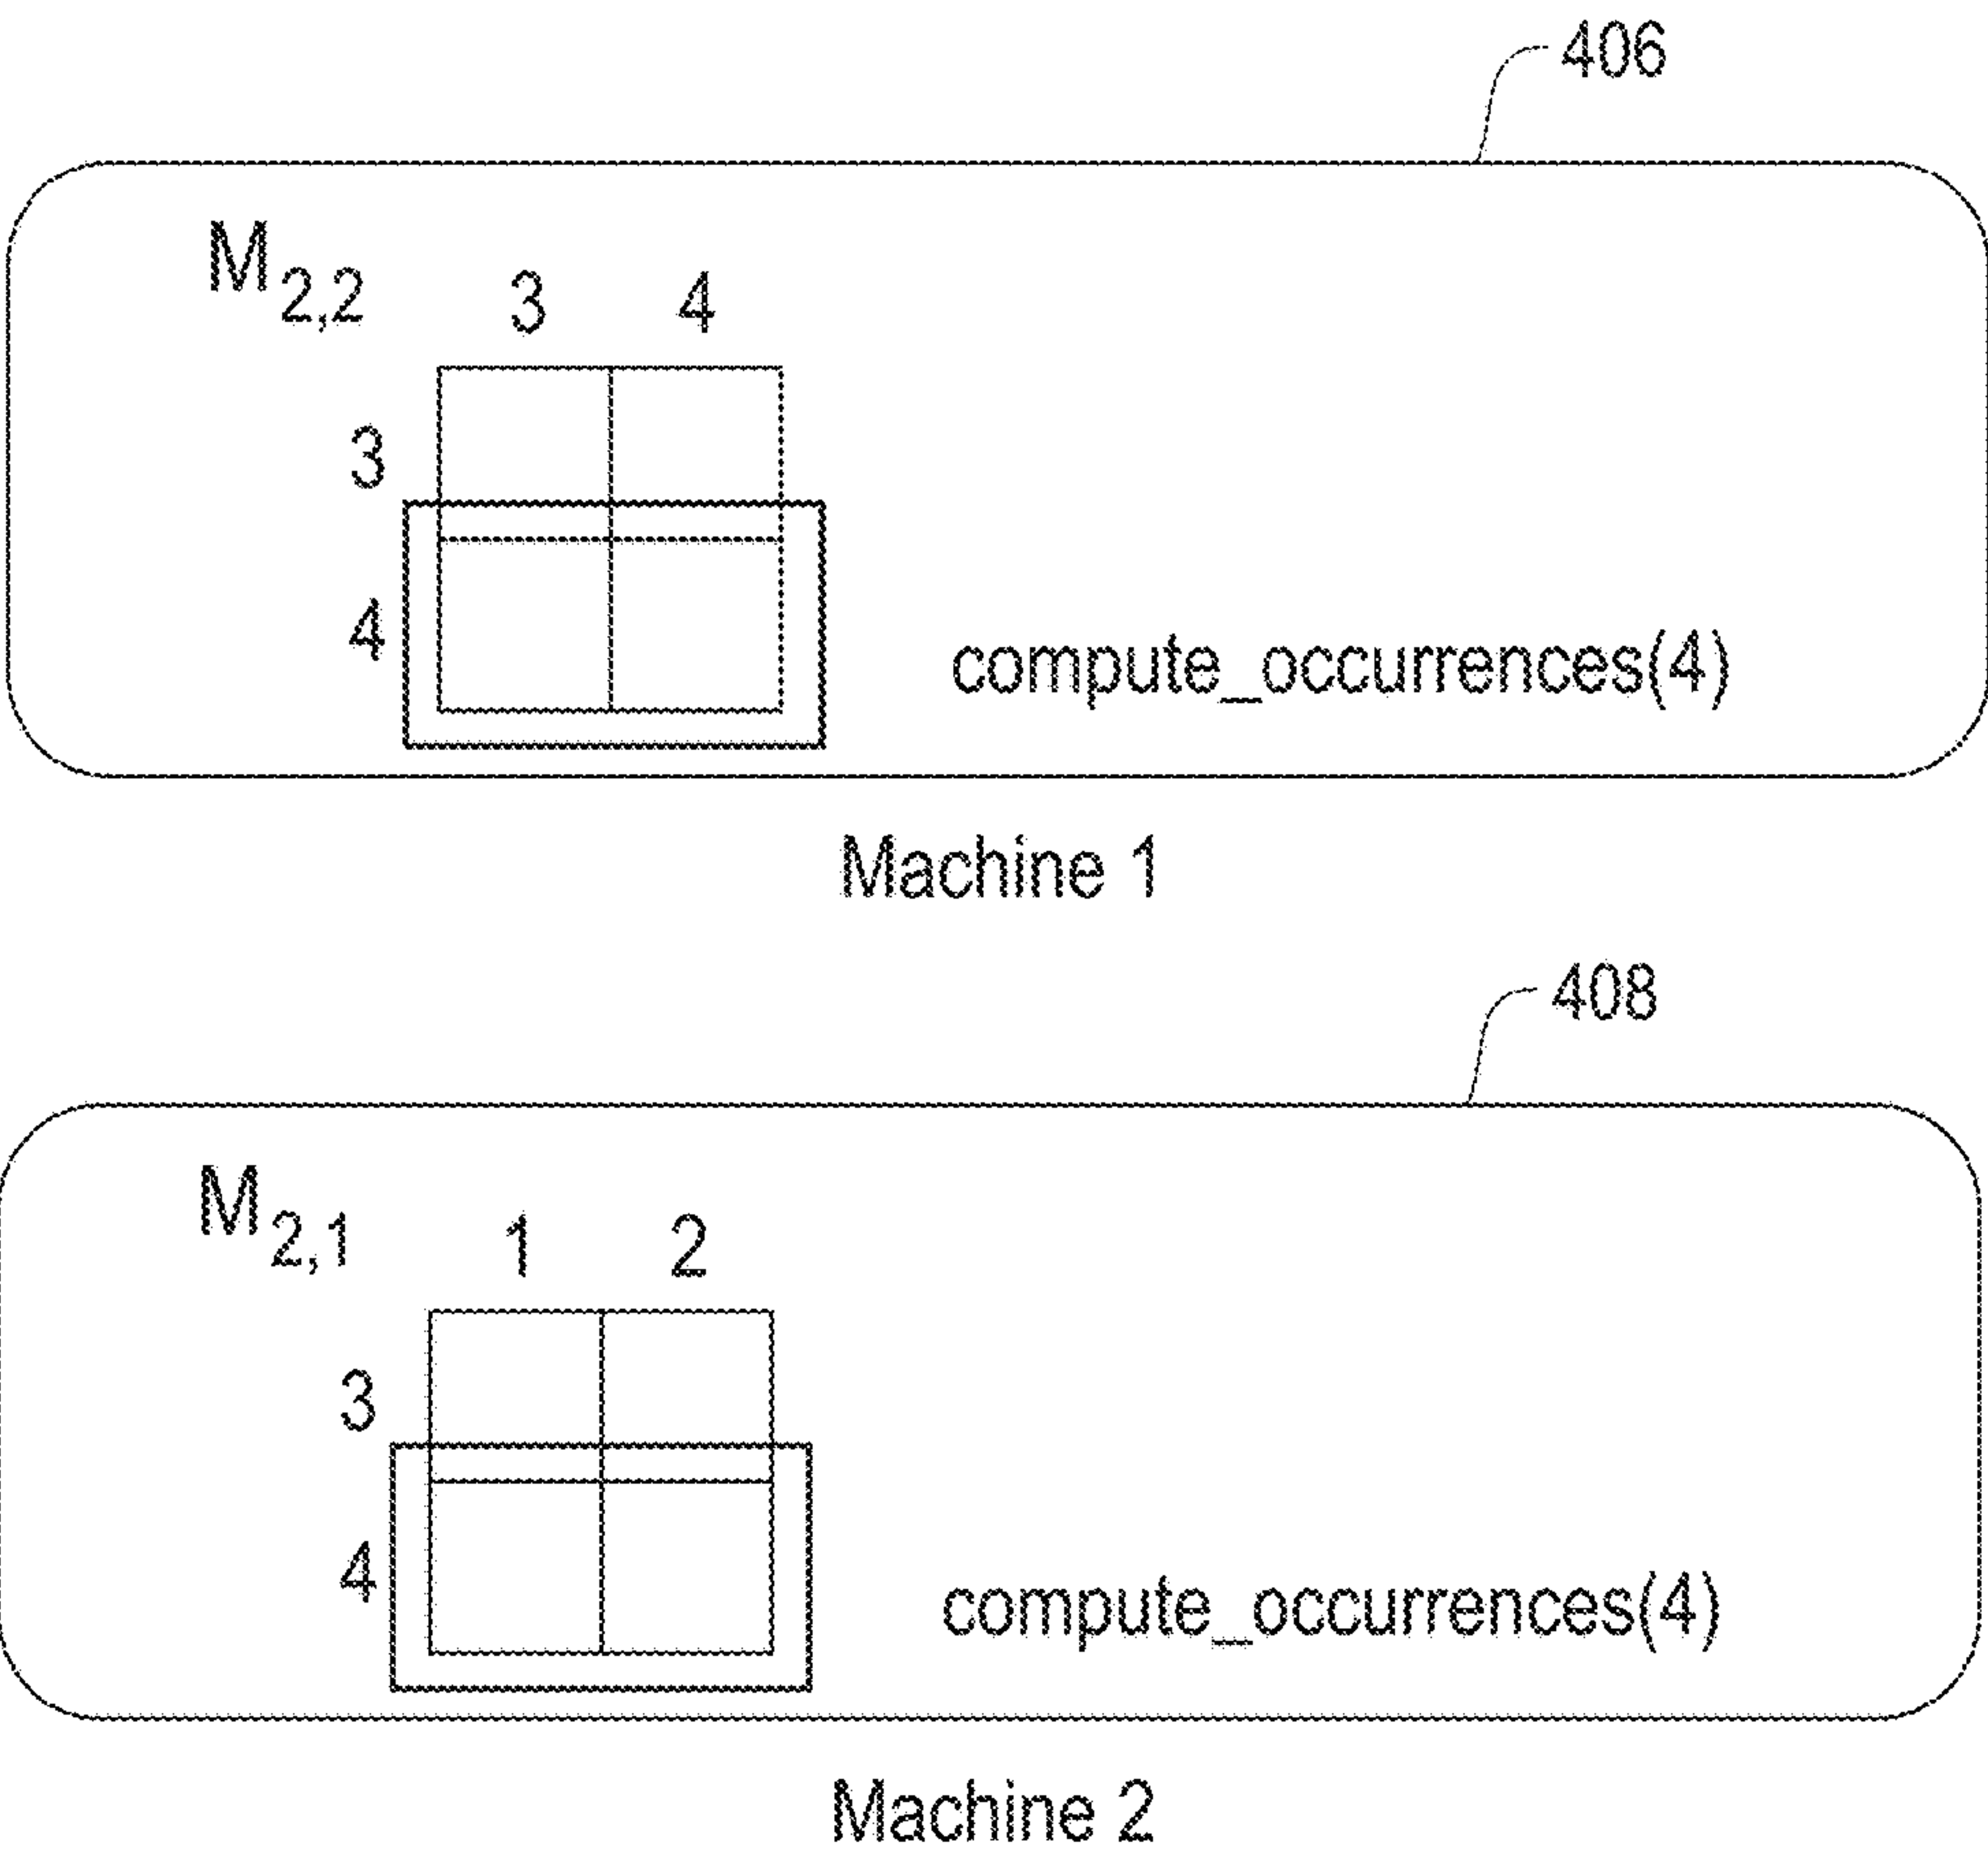 406
M2,2
3 4
3
4
compute_occurrences(4)
Machine 1
408
M2,1
1 2
3
4
compute_occurrences(4)
Machine 2